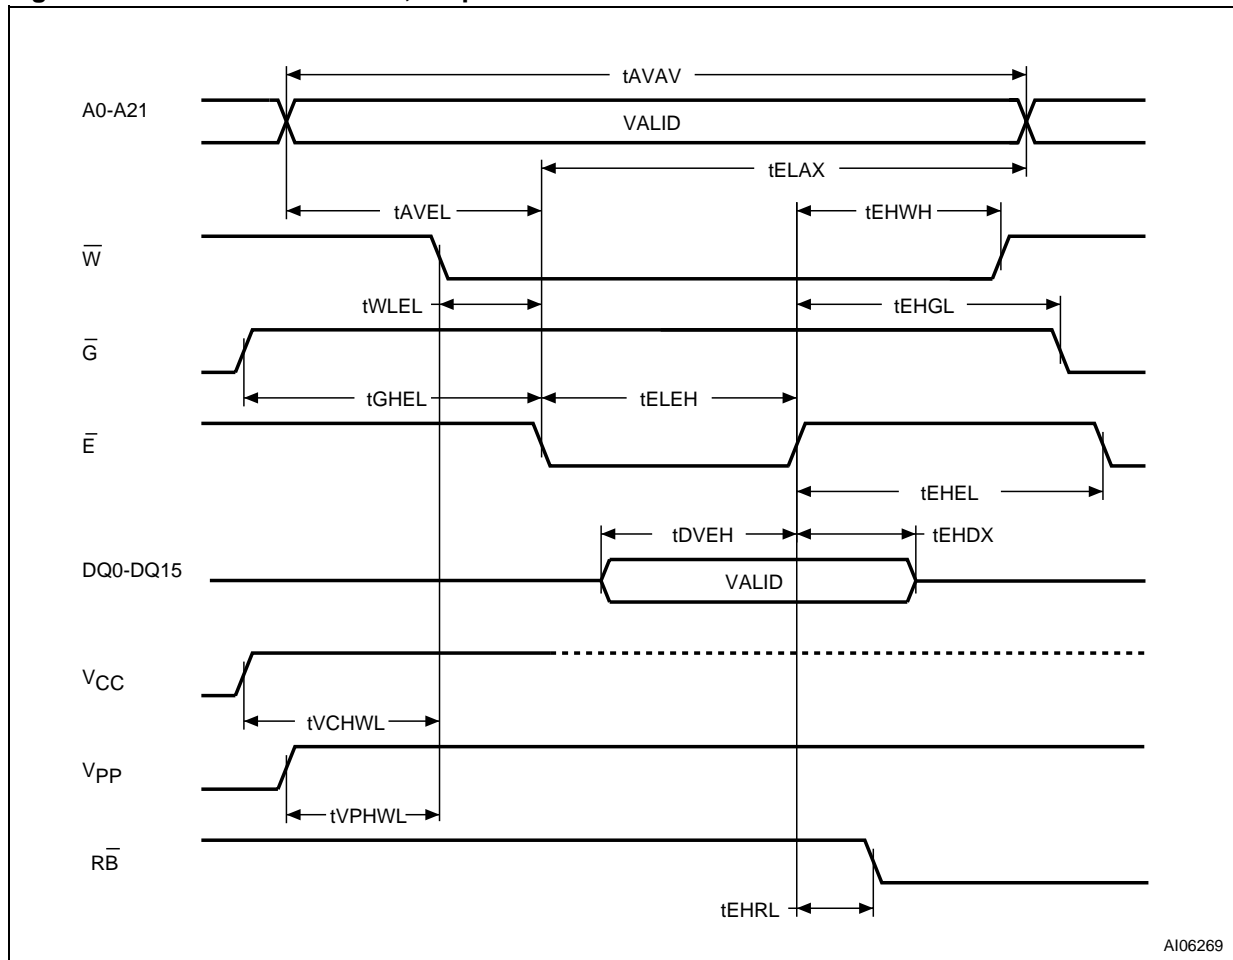 tAVAV
A0-A21
VALID
tELAX
tAVEL
tEHWH
W̅
tWLEL
tEHGL
G̅
tGHEL
tELEH
E̅
tEHEL
tDVEH
tEHDX
DQ0-DQ15
VALID
VCC
tVCHWL
VPP
tVPHWL
RB̅
tEHRL
AI06269